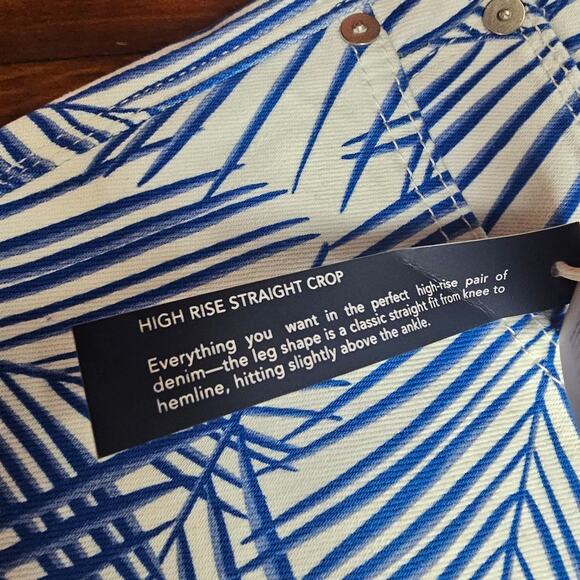 HIGH RISE STRAIGHT CROP
Everything you want in the perfect high-rise pair of
denim—the leg shape is a classic straight fit from knee to
hemline, hitting slightly above the ankle.